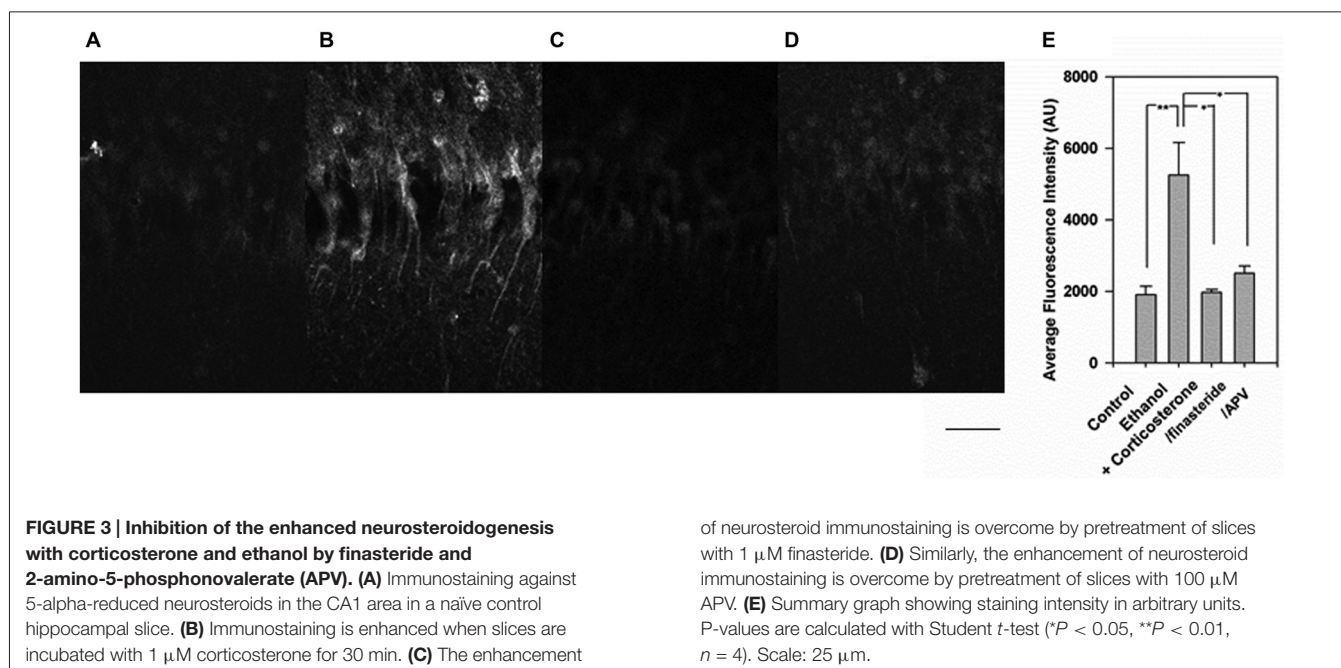 A
B
C
D
E
8000
6000
4000
2000
0
Average Fluorescence Intensity (AU)
**
*
*
Control
Ethanol
+ Corticosterone
/finasteride
/APV
FIGURE 3 | Inhibition of the enhanced neurosteroidogenesis
with corticosterone and ethanol by finasteride and
2-amino-5-phosphonovalerate (APV). (A) Immunostaining against
5-alpha-reduced neurosteroids in the CA1 area in a naïve control
hippocampal slice. (B) Immunostaining is enhanced when slices are
incubated with 1 μM corticosterone for 30 min. (C) The enhancement
of neurosteroid immunostaining is overcome by pretreatment of slices
with 1 μM finasteride. (D) Similarly, the enhancement of neurosteroid
immunostaining is overcome by pretreatment of slices with 100 μM
APV. (E) Summary graph showing staining intensity in arbitrary units.
P-values are calculated with Student t-test (*P < 0.05, **P < 0.01,
n = 4). Scale: 25 μm.